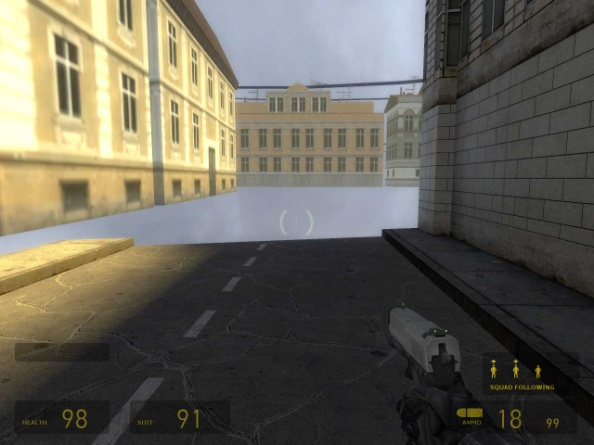 SQUAD FOLLOWING
HEALTH 98 SUIT 91 AMMO 18 99